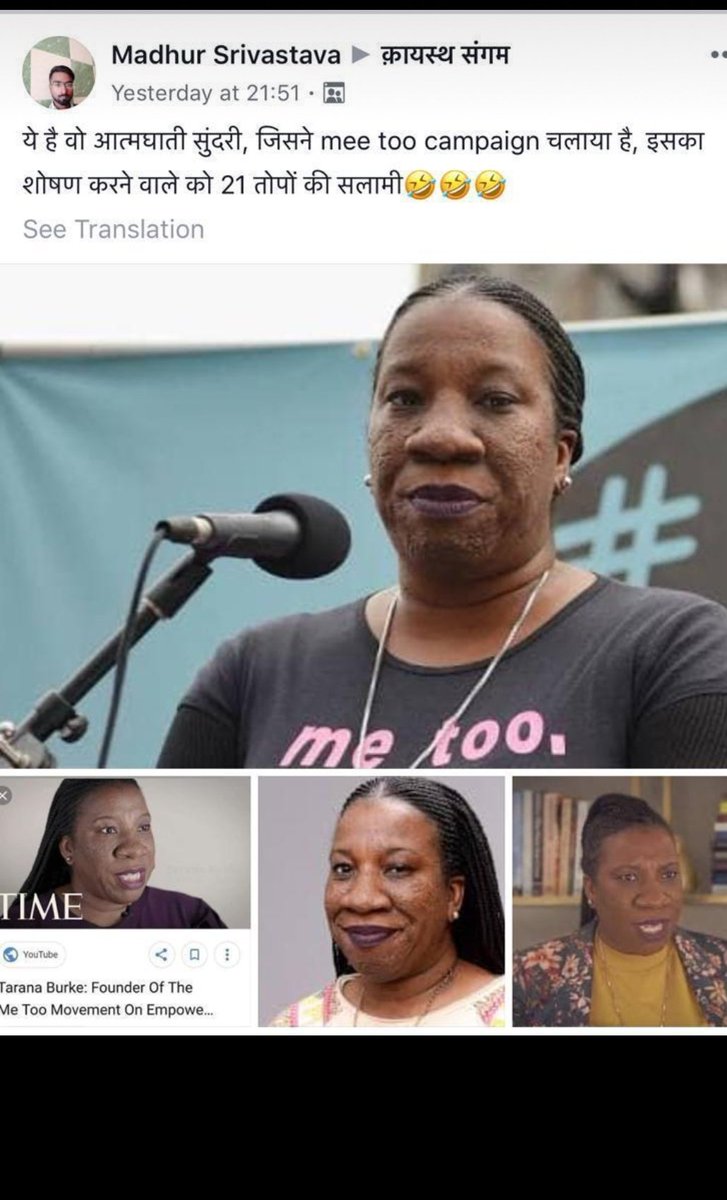 Madhur Srivastava ▶ क़ायस्थ संगम
Yesterday at 21:51 ·
ये है वो आत्मघाती सुंदरी, जिसने mee too campaign चलाया है, इसका
शोषण करने वाले को 21 तोपों की सलामी🤣🤣🤣
See Translation
#
me too.
TIME
YouTube
Tarana Burke: Founder Of The
Me Too Movement On Empowe...